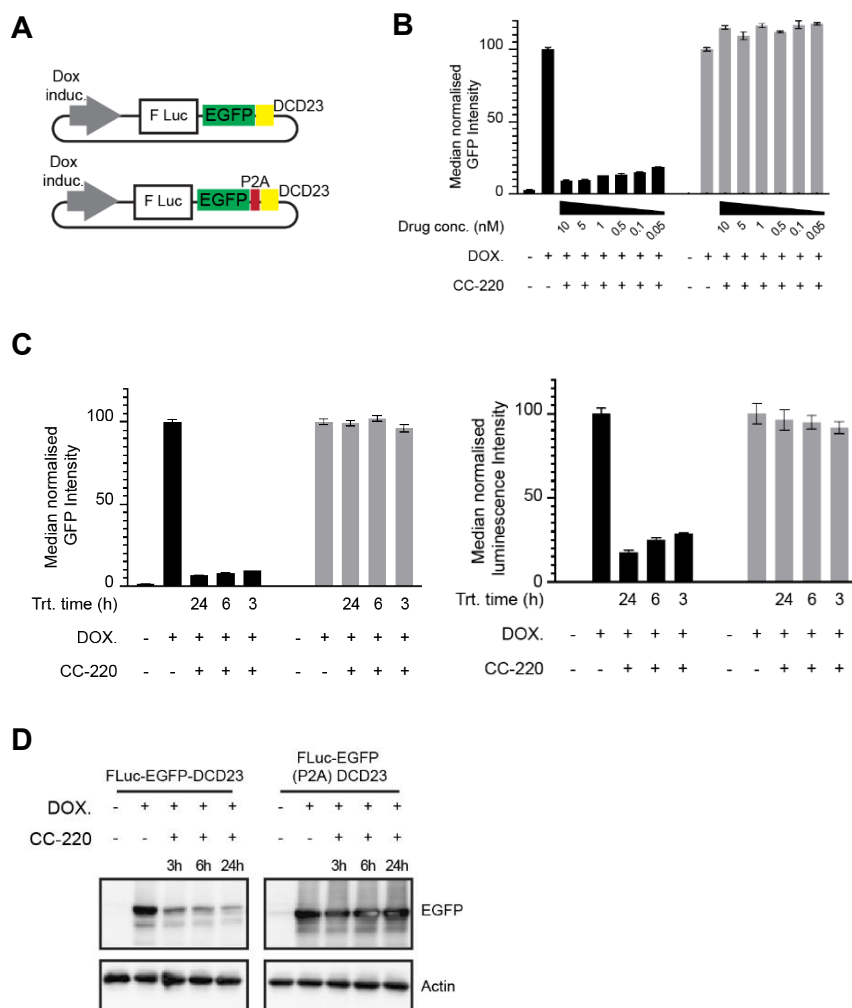 A
Dox
induc.
F Luc
EGFP
DCD23
Dox
induc.
F Luc
EGFP
P2A
DCD23
B
Median normalised
GFP Intensity
100
50
0
Drug conc. (nM)
10 5 1 0.5 0.1 0.05 10 5 1 0.5 0.1 0.05
DOX. - + + + + + + + - + + + + + + +
CC-220 - - + + + + + + - - + + + + + +
C
Median normalised
GFP Intensity
100
50
0
Trt. time (h) 24 6 3 24 6 3
DOX. - + + + + - + + + +
CC-220 - - + + + - - + + +
Median normalised
luminescence Intensity
100
50
0
Trt. time (h) 24 6 3 24 6 3
DOX. - + + + + - + + + +
CC-220 - - + + + - - + + +
D
FLuc-EGFP-DCD23
FLuc-EGFP
(P2A) DCD23
DOX. - + + + + - + + + +
CC-220 - - + + + - - + + +
3h 6h 24h 3h 6h 24h
EGFP
Actin